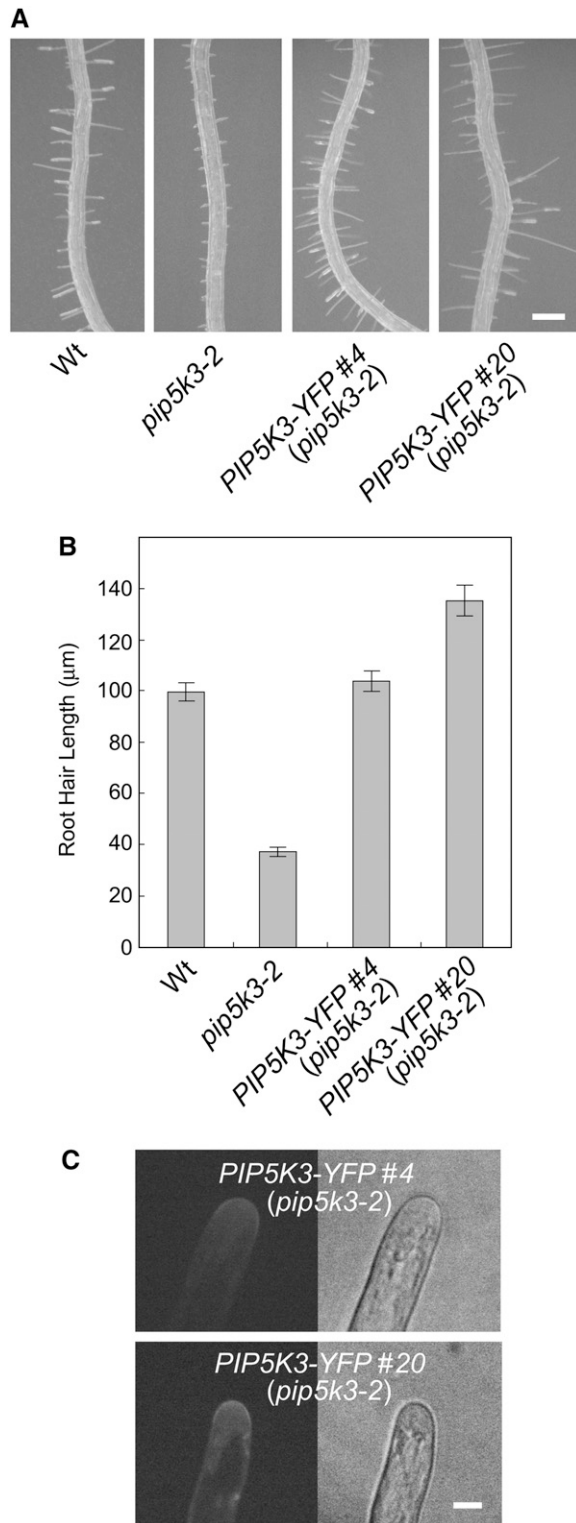 A
Wt
pip5k3-2
PIP5K3-YFP #4
(pip5k3-2)
PIP5K3-YFP #20
(pip5k3-2)
B
Root Hair Length (μm)
140
120
100
80
60
40
20
0
Wt
pip5k3-2
PIP5K3-YFP #4
(pip5k3-2)
PIP5K3-YFP #20
(pip5k3-2)
C
PIP5K3-YFP #4
(pip5k3-2)
PIP5K3-YFP #20
(pip5k3-2)